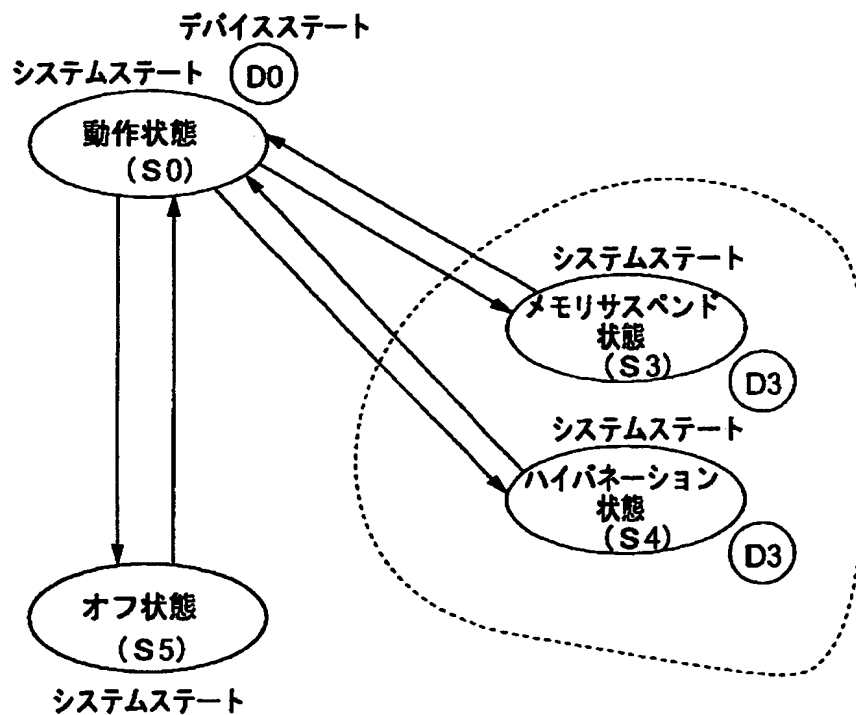 デバイスステート
システムステート
D0
動作状態
(S0)
システムステート
メモリサスペンド
状態
(S3)
D3
システムステート
ハイバネーション
状態
(S4)
D3
オフ状態
(S5)
システムステート